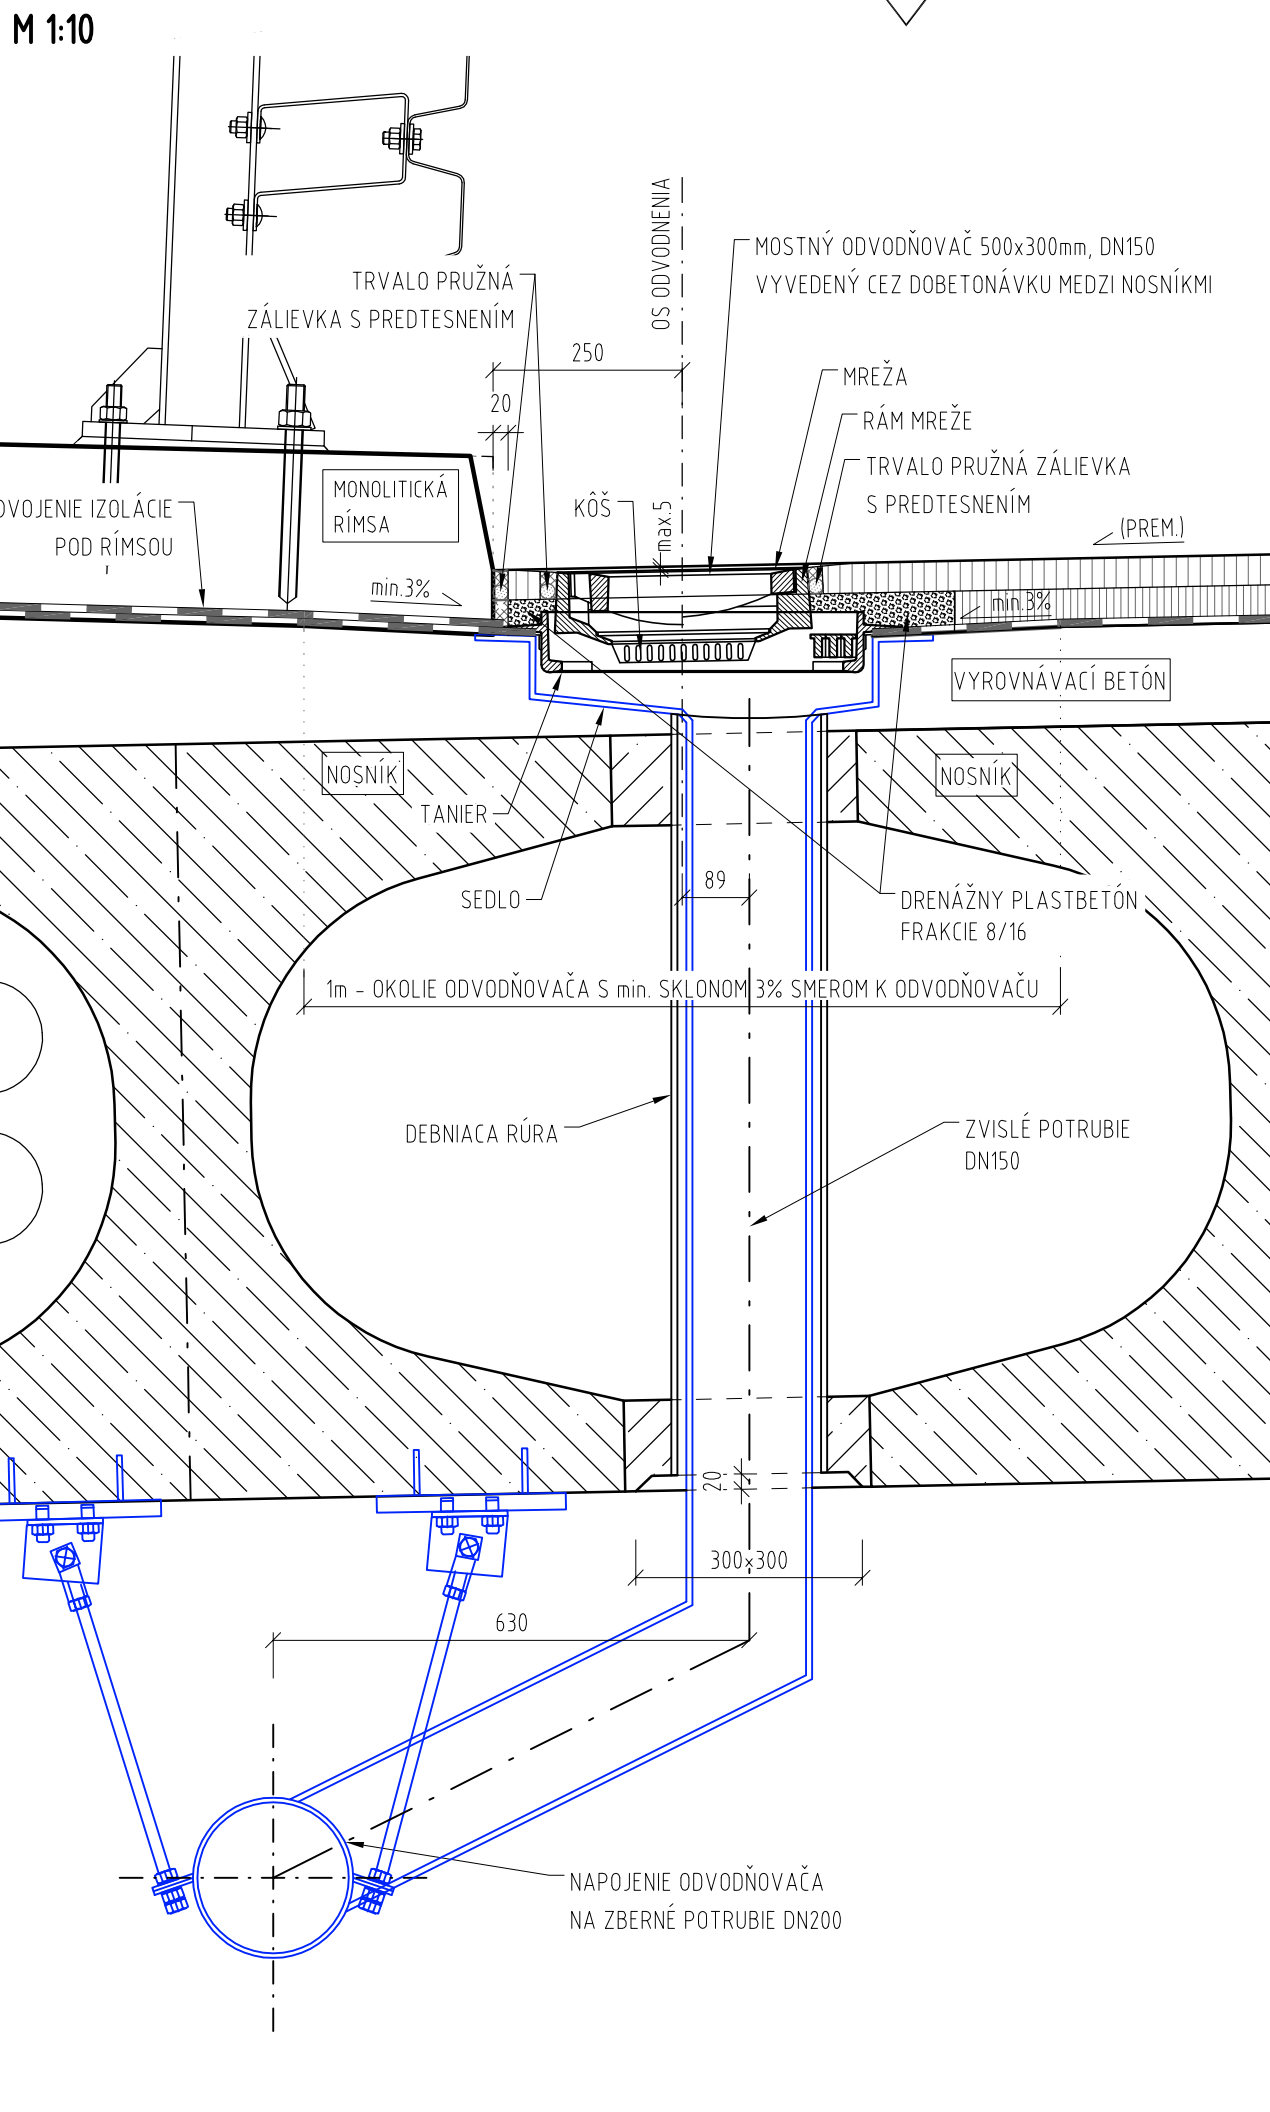 M 1:10
OS ODVODNENIA
MOSTNÝ ODVODŇOVAČ 500x300mm, DN150
VYVEDENÝ CEZ DOBETONÁVKU MEDZI NOSNÍKMI
TRVALO PRUŽNÁ
ZÁLIEVKA S PREDTESNENÍM
250
20
MREŽA
RÁM MREŽE
TRVALO PRUŽNÁ ZÁLIEVKA
S PREDTESNENÍM
MONOLITICKÁ
RÍMSA
KÔŠ
max.5
(PREM.)
DVOJENIE IZOLÁCIE
POD RÍMSOU
min.3%
min.3%
VYROVNÁVACÍ BETÓN
NOSNÍK
NOSNÍK
TANIER
SEDLO
89
DRENÁŽNY PLASTBETÓN
FRAKCIE 8/16
1m - OKOLIE ODVODŇOVAČA S min. SKLONOM 3% SMEROM K ODVODŇOVAČU
DEBNIACA RÚRA
ZVISLÉ POTRUBIE
DN150
20
300x300
630
NAPOJENIE ODVODŇOVAČA
NA ZBERNÉ POTRUBIE DN200